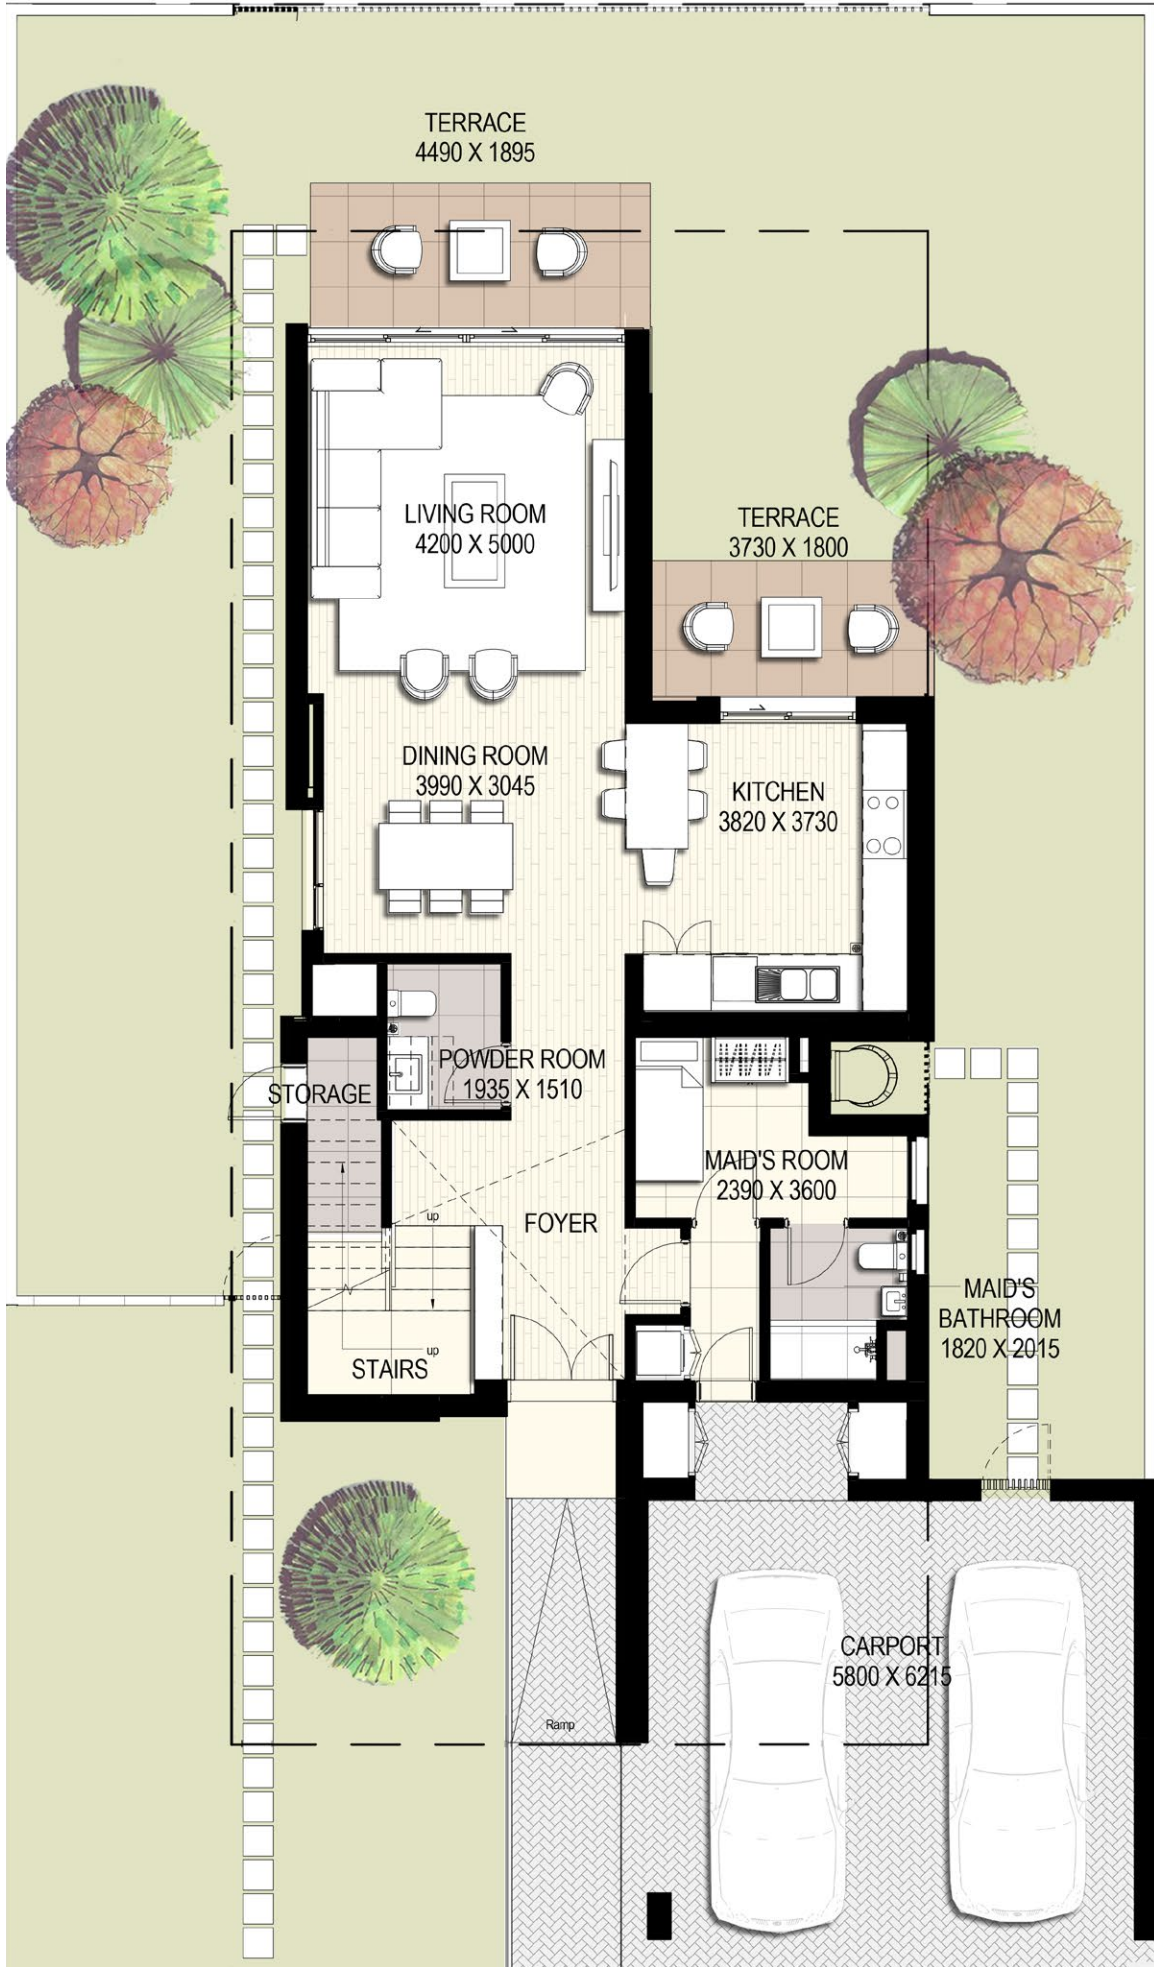 TERRACE
4490 X 1895
LIVING ROOM
4200 X 5000
TERRACE
3730 X 1800
DINING ROOM
3990 X 3045
KITCHEN
3820 X 3730
POWDER ROOM
1935 X 1510
STORAGE
MAID'S ROOM
2390 X 3600
up
FOYER
MAID'S
BATHROOM
1820 X 2015
up
STAIRS
CARPORT
5800 X 6215
Ramp